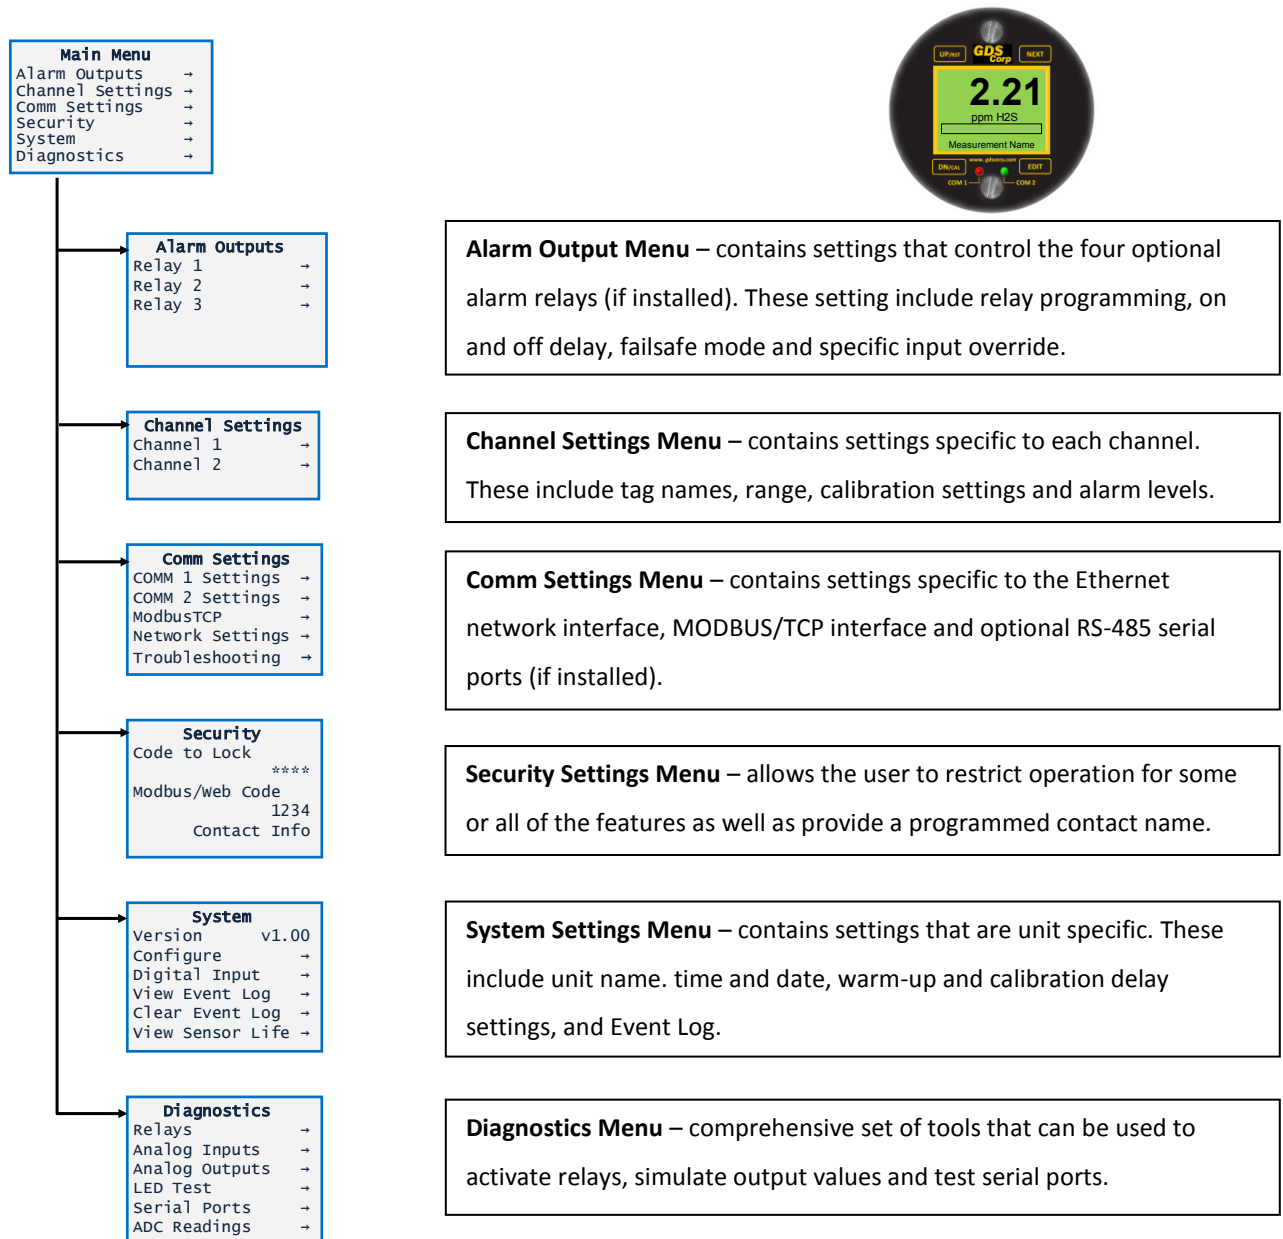 Main Menu
Alarm Outputs →
Channel Settings →
Comm Settings →
Security →
System →
Diagnostics →
UP/RST
GDS
Corp
NEXT
2.21
ppm H2S
Measurement Name
DN/CAL
www.gdscorp.com
EDIT
COM 1
COM 2
Alarm Outputs
Relay 1 →
Relay 2 →
Relay 3 →
Alarm Output Menu – contains settings that control the four optional
alarm relays (if installed). These setting include relay programming, on
and off delay, failsafe mode and specific input override.
Channel Settings
Channel 1 →
Channel 2 →
Channel Settings Menu – contains settings specific to each channel.
These include tag names, range, calibration settings and alarm levels.
Comm Settings
COMM 1 Settings →
COMM 2 Settings →
ModbusTCP →
Network Settings →
Troubleshooting →
Comm Settings Menu – contains settings specific to the Ethernet
network interface, MODBUS/TCP interface and optional RS-485 serial
ports (if installed).
Security
Code to Lock
****
Modbus/Web Code
1234
Contact Info
Security Settings Menu – allows the user to restrict operation for some
or all of the features as well as provide a programmed contact name.
System
Version v1.00
Configure →
Digital Input →
View Event Log →
Clear Event Log →
View Sensor Life →
System Settings Menu – contains settings that are unit specific. These
include unit name. time and date, warm-up and calibration delay
settings, and Event Log.
Diagnostics
Relays →
Analog Inputs →
Analog Outputs →
LED Test →
Serial Ports →
ADC Readings →
Diagnostics Menu – comprehensive set of tools that can be used to
activate relays, simulate output values and test serial ports.